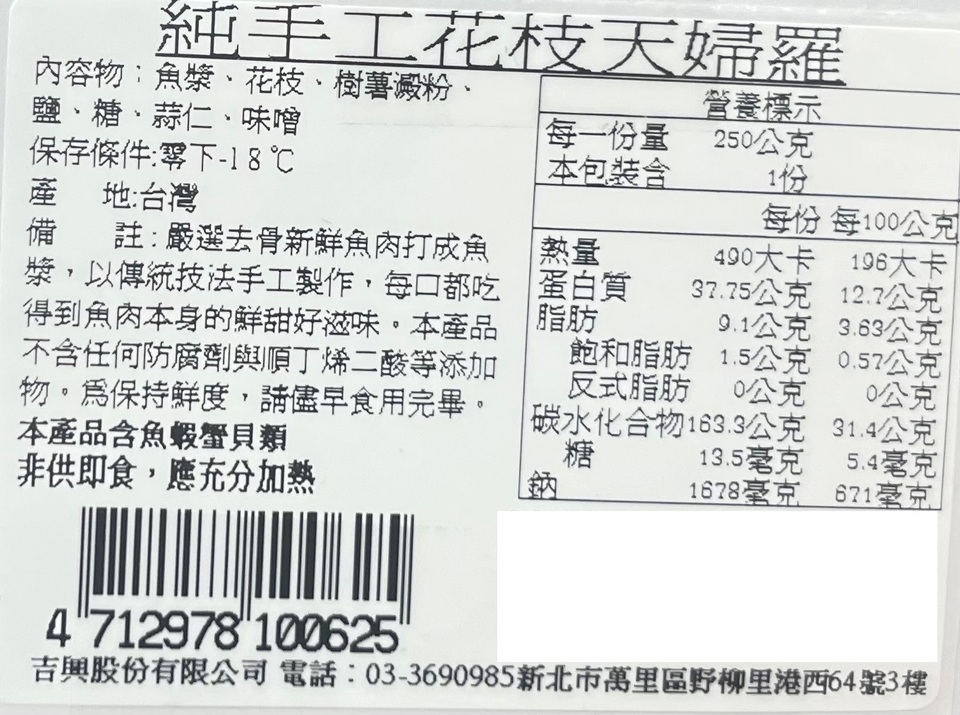 純手工花枝天婦羅
內容物：魚漿、花枝、樹薯澱粉、
鹽、糖、蒜仁、味噌
保存條件:零下-18℃
產　　地:台灣
備　　註:嚴選去骨新鮮魚肉打成魚
漿，以傳統技法手工製作，每口都吃
得到魚肉本身的鮮甜好滋味。本產品
不含任何防腐劑與順丁烯二酸等添加
物。為保持鮮度，請儘早食用完畢。
本產品含魚蝦蟹貝類
非供即食，應充分加熱
營養標示
每一份量 250公克
本包裝含 1份
每份 每100公克
熱量 490大卡 196大卡
蛋白質 37.75公克 12.7公克
脂肪 9.1公克 3.63公克
飽和脂肪 1.5公克 0.57公克
反式脂肪 0公克 0公克
碳水化合物 163.3公克 31.4公克
糖 13.5毫克 5.4毫克
鈉 1678毫克 671毫克
4 712978 100625
吉興股份有限公司 電話：03-3690985新北市萬里區野柳里港西64號3樓